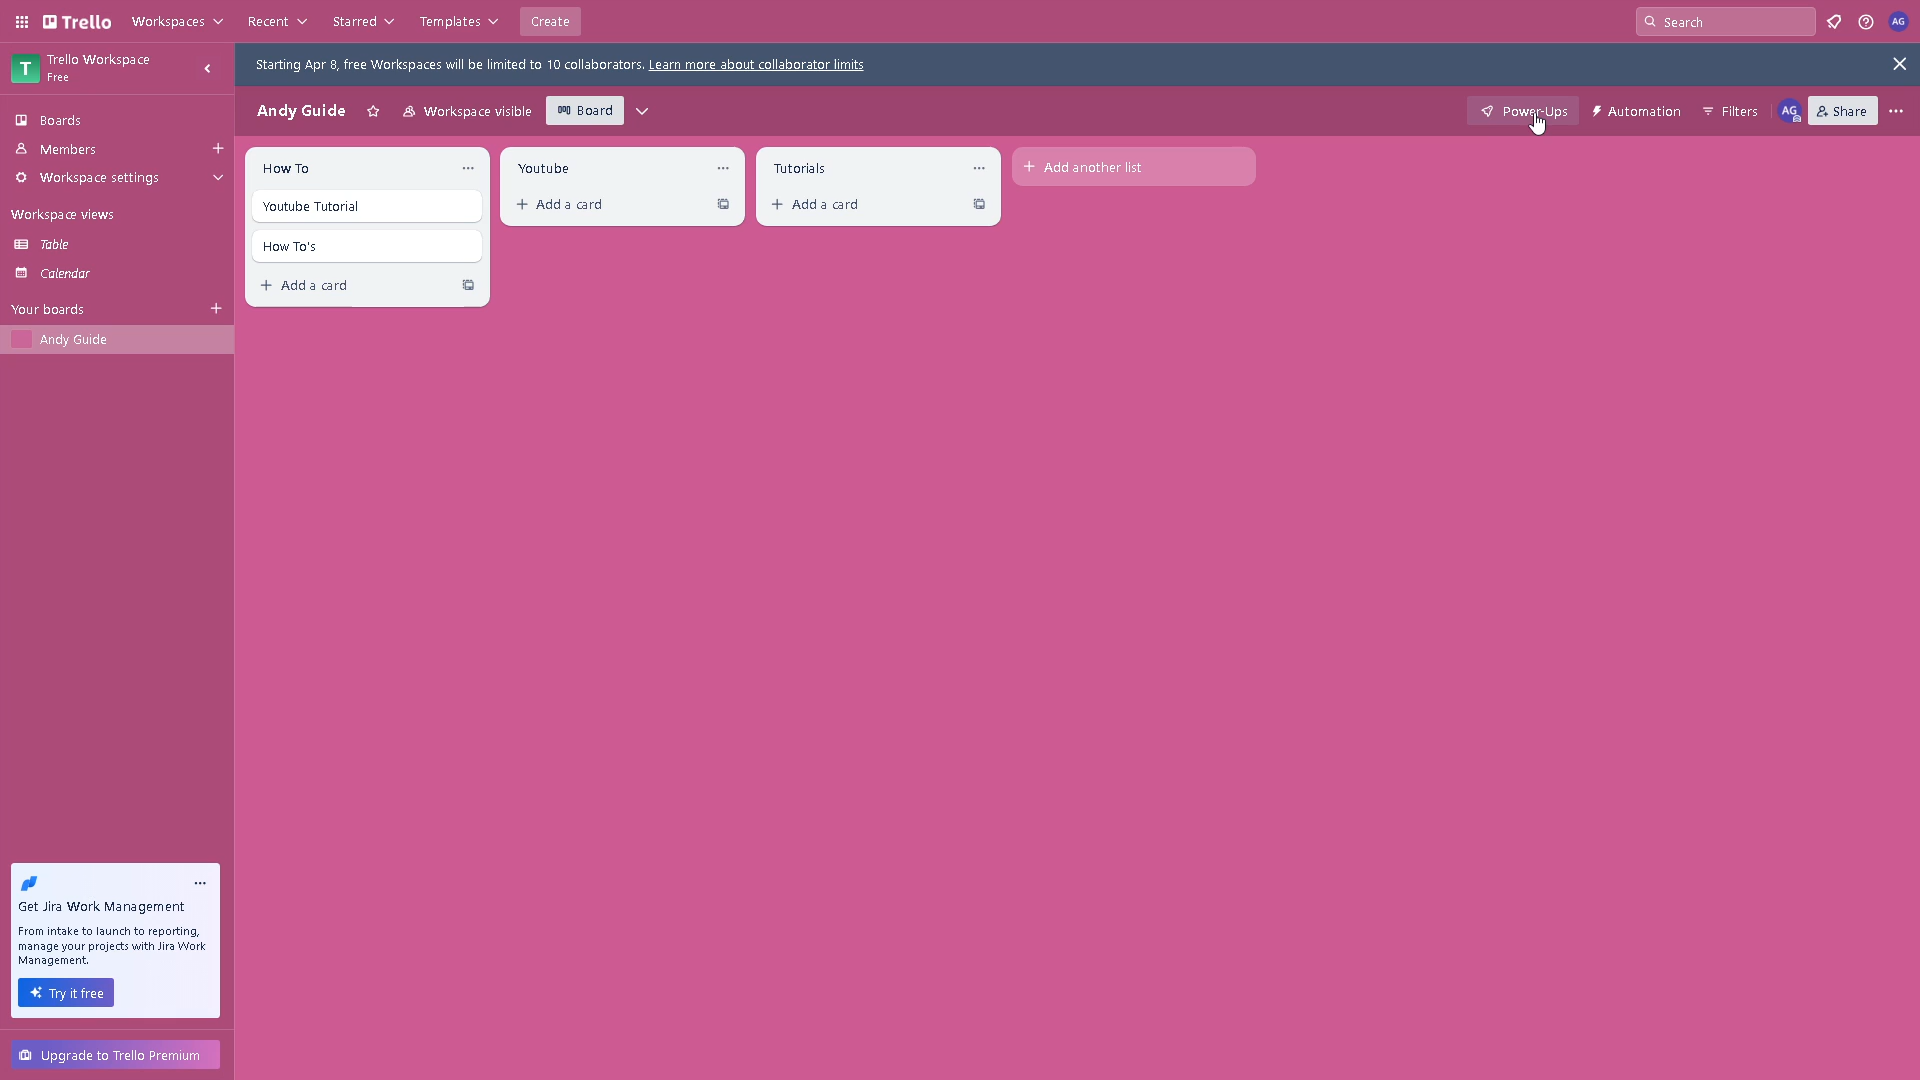 Trello
Workspaces
Recent
Starred
Templates
Create
Search
AG
T
Trello Workspace
Free
Starting Apr 8, free Workspaces will be limited to 10 collaborators. Learn more about collaborator limits
Andy Guide
Workspace visible
Board
Power-Ups
Automation
Filters
AG
Share
Boards
Members
Workspace settings
Workspace views
Table
Calendar
Your boards
Andy Guide
How To
Youtube Tutorial
How To's
Add a card
Youtube
Add a card
Tutorials
Add a card
Add another list
Get Jira Work Management
From intake to launch to reporting,
manage your projects with Jira Work
Management.
Try it free
Upgrade to Trello Premium